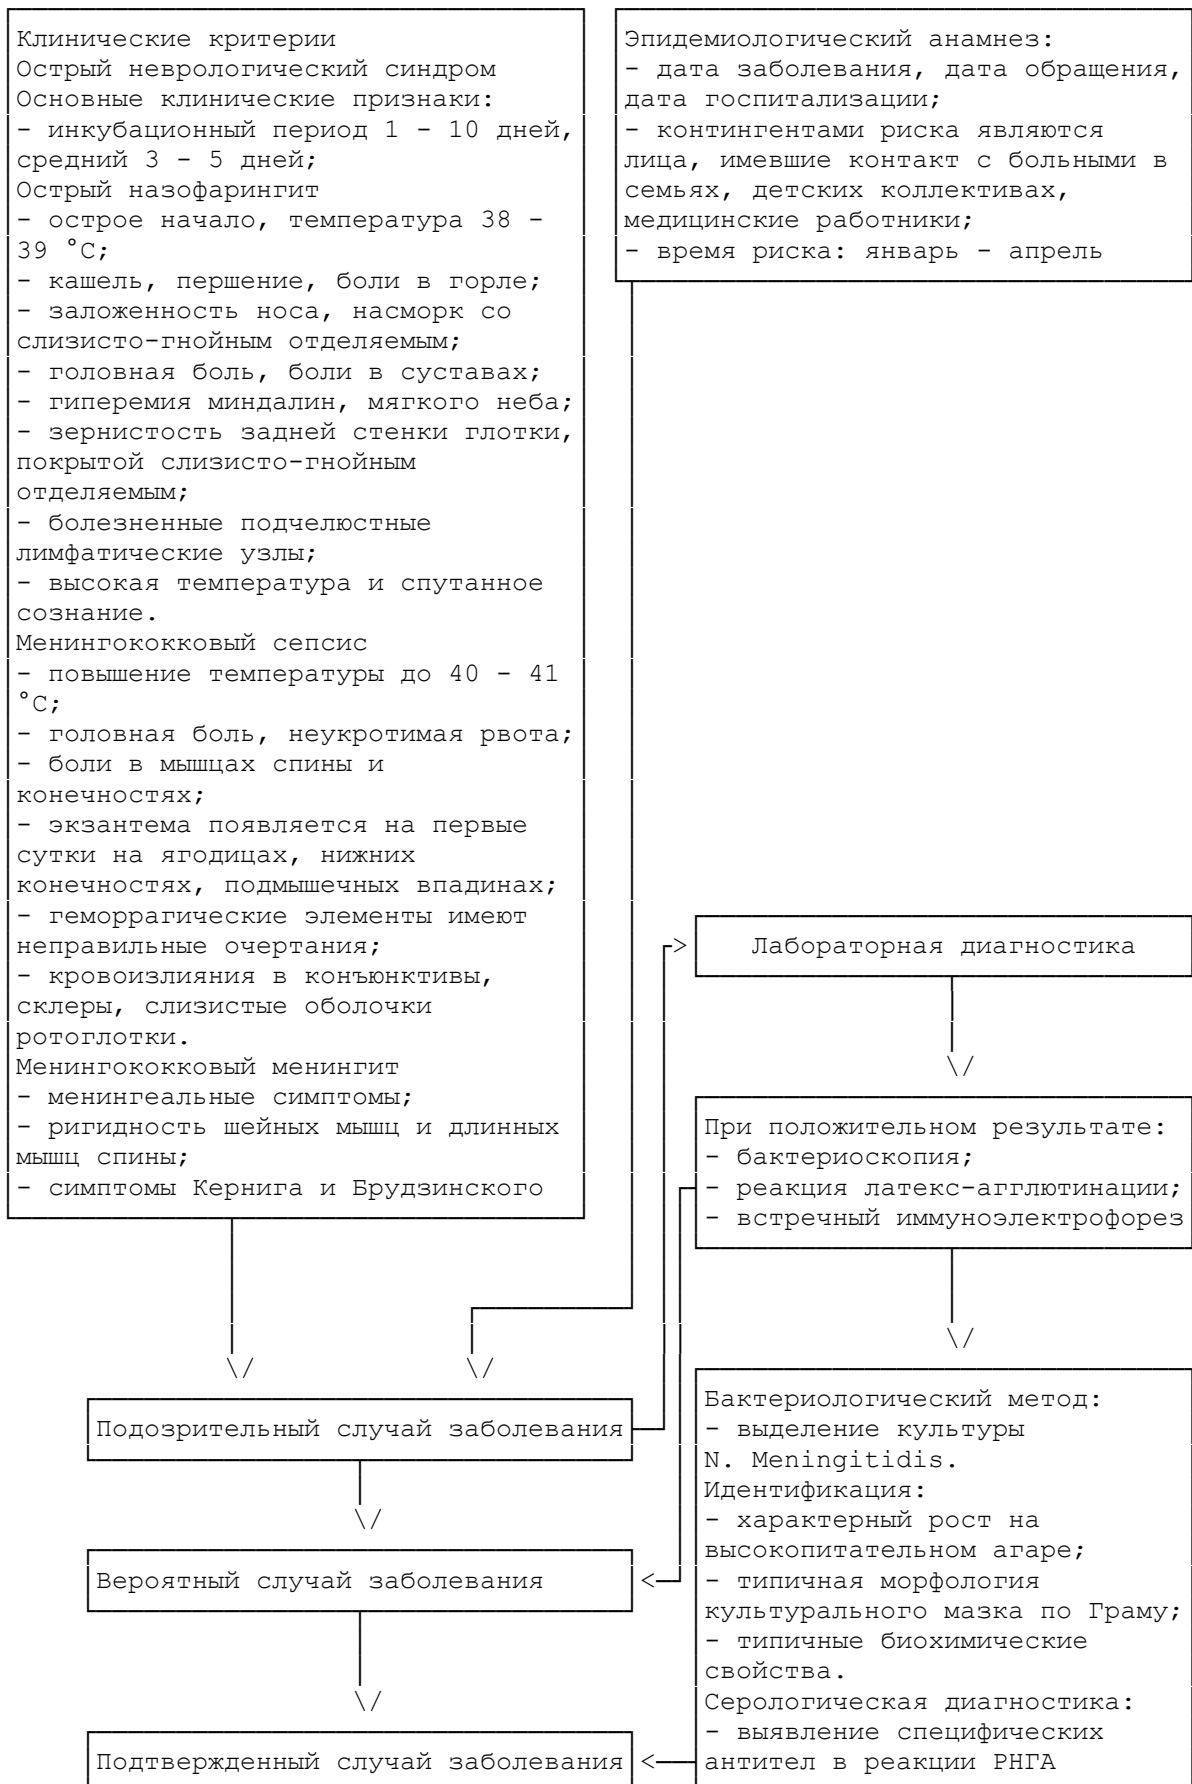 Клинические критерии
Острый неврологический синдром
Основные клинические признаки:
- инкубационный период 1 - 10 дней,
средний 3 - 5 дней;
Острый назофарингит
- острое начало, температура 38 -
39 °C;
- кашель, першение, боли в горле;
- заложенность носа, насморк со
слизисто-гнойным отделяемым;
- головная боль, боли в суставах;
- гиперемия миндалин, мягкого неба;
- зернистость задней стенки глотки,
покрытой слизисто-гнойным
отделяемым;
- болезненные подчелюстные
лимфатические узлы;
- высокая температура и спутанное
сознание.
Менингококковый сепсис
- повышение температуры до 40 - 41
°C;
- головная боль, неукротимая рвота;
- боли в мышцах спины и
конечностях;
- экзантема появляется на первые
сутки на ягодицах, нижних
конечностях, подмышечных впадинах;
- геморрагические элементы имеют
неправильные очертания;
- кровоизлияния в конъюнктивы,
склеры, слизистые оболочки
ротоглотки.
Менингококковый менингит
- менингеальные симптомы;
- ригидность шейных мышц и длинных
мышц спины;
- симптомы Кернига и Брудзинского
Эпидемиологический анамнез:
- дата заболевания, дата обращения,
дата госпитализации;
- контингентами риска являются
лица, имевшие контакт с больными в
семьях, детских коллективах,
медицинские работники;
- время риска: январь - апрель
Лабораторная диагностика
При положительном результате:
- бактериоскопия;
- реакция латекс-агглютинации;
- встречный иммуноэлектрофорез
Бактериологический метод:
- выделение культуры
N. Meningitidis.
Идентификация:
- характерный рост на
высокопитательном агаре;
- типичная морфология
культурального мазка по Граму;
- типичные биохимические
свойства.
Серологическая диагностика:
- выявление специфических
антител в реакции РНГА
Подозрительный случай заболевания
Вероятный случай заболевания
Подтвержденный случай заболевания